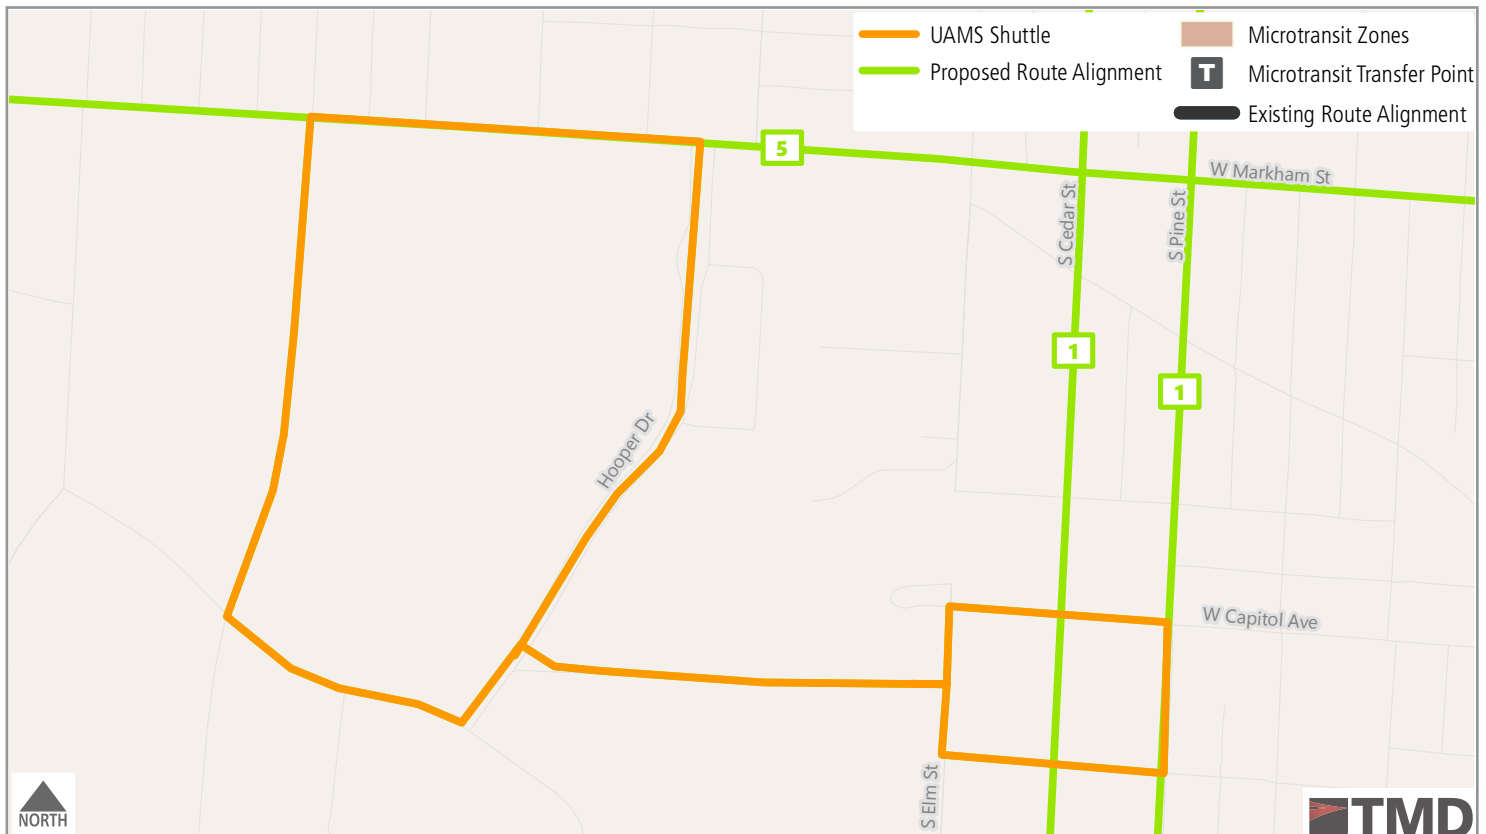 UAMS Shuttle
Proposed Route Alignment
Microtransit Zones
T
Microtransit Transfer Point
Existing Route Alignment
5
W Markham St
S Cedar St
S Pine St
1
1
Hooper Dr
W Capitol Ave
S Elm St
NORTH
TMD